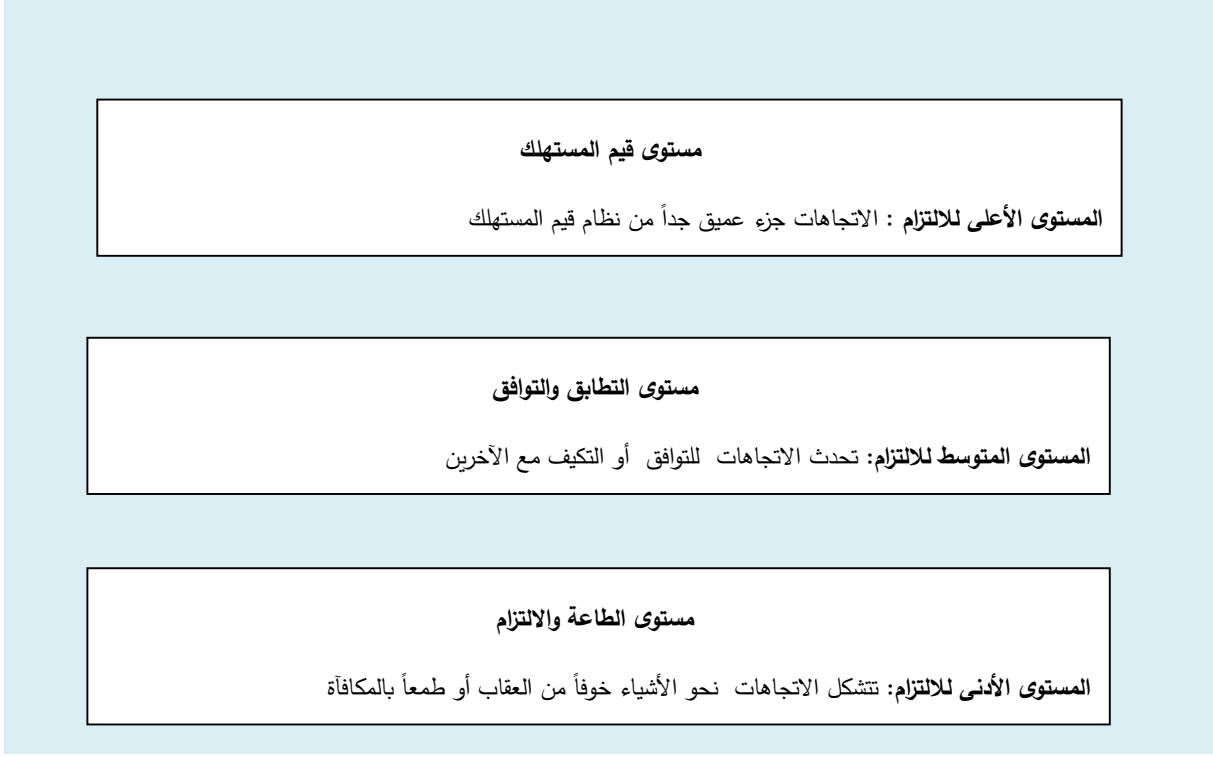 مستوى قيم المستهلك
المستوى الأعلى للالتزام : الاتجاهات جزء عميق جداً من نظام قيم المستهلك
مستوى التطابق والتوافق
المستوى المتوسط للالتزام: تحدث الاتجاهات للتوافق أو التكيف مع الآخرين
مستوى الطاعة والالتزام
المستوى الأدنى للالتزام: تتشكل الاتجاهات نحو الأشياء خوفاً من العقاب أو طمعاً بالمكافآة